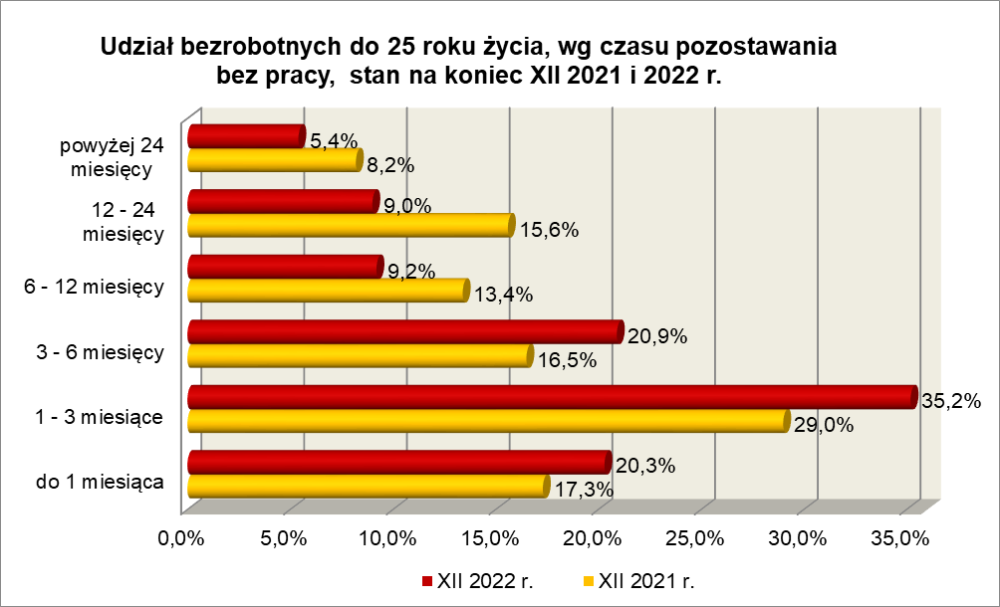 Udział bezrobotnych do 25 roku życia, wg czasu pozostawania
bez pracy, stan na koniec XII 2021 i 2022 r.
powyżej 24
miesięcy
5,4%
8,2%
12 - 24
miesięcy
9,0%
15,6%
6 - 12 miesięcy
9,2%
13,4%
3 - 6 miesięcy
20,9%
16,5%
1 - 3 miesiące
35,2%
29,0%
do 1 miesiąca
20,3%
17,3%
0,0% 5,0% 10,0% 15,0% 20,0% 25,0% 30,0% 35,0%
XII 2022 r. XII 2021 r.